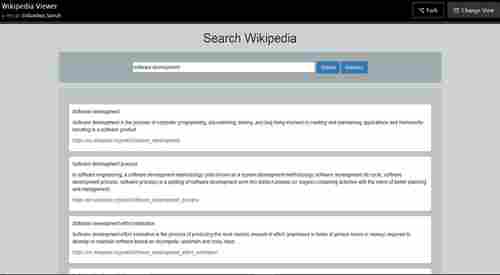 Wikipedia Viewer
A PEN BY
Fork
Change View
Search Wikipedia
software development
Software development
Software development is the process of computer programming, documenting, testing, and bug fixing involved in creating and maintaining applications and frameworks
resulting in a software product
https://en.wikipedia.org/wiki/Software_development
Software development process
In software engineering, a software development methodology (also known as a system development methodology, software development life cycle, software
development process, software process) is a splitting of software development work into distinct phases (or stages) containing activities with the intent of better planning
and management.
https://en.wikipedia.org/wiki/Software_development_process
Software development effort estimation
Software development effort estimation is the process of predicting the most realistic amount of effort (expressed in terms of person-hours or money) required to
develop or maintain software based on incomplete, uncertain and noisy input.
https://en.wikipedia.org/wiki/Software_development_effort_estimation